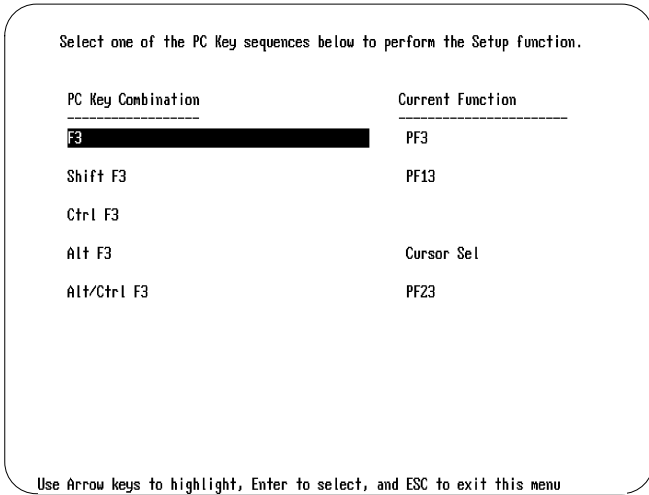 Select one of the PC Key sequences below to perform the Setup function.
PC Key Combination Current Function
------------------ -----------------------
F3 PF3
Shift F3 PF13
Ctrl F3
Alt F3 Cursor Sel
Alt/Ctrl F3 PF23
Use Arrow keys to highlight, Enter to select, and ESC to exit this menu